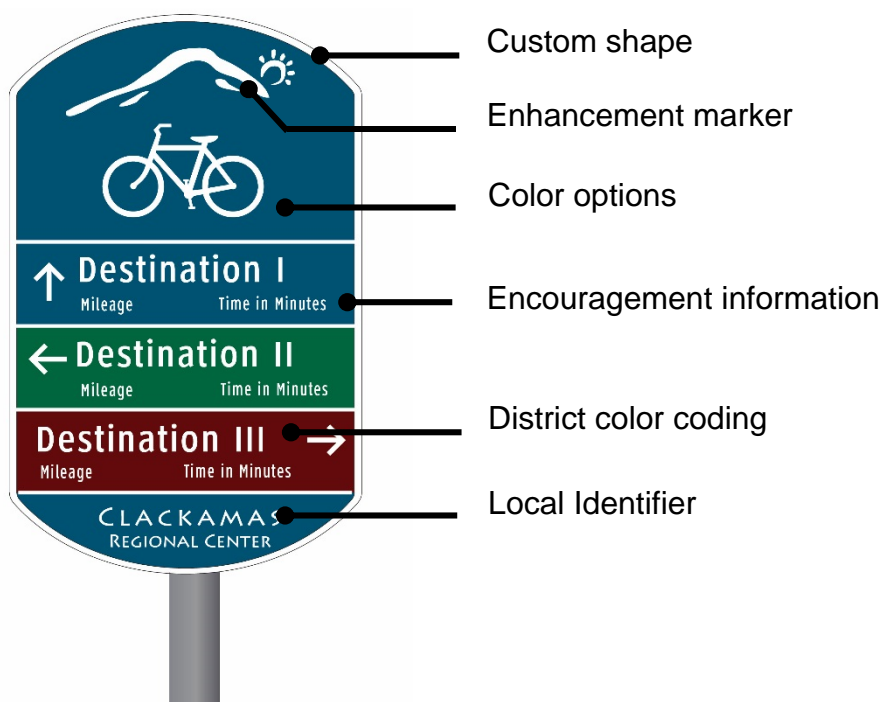 Custom shape
Enhancement marker
Color options
Destination I
Mileage Time in Minutes
Encouragement information
Destination II
Mileage Time in Minutes
Destination III
Mileage Time in Minutes
District color coding
CLACKAMAS
REGIONAL CENTER
Local Identifier